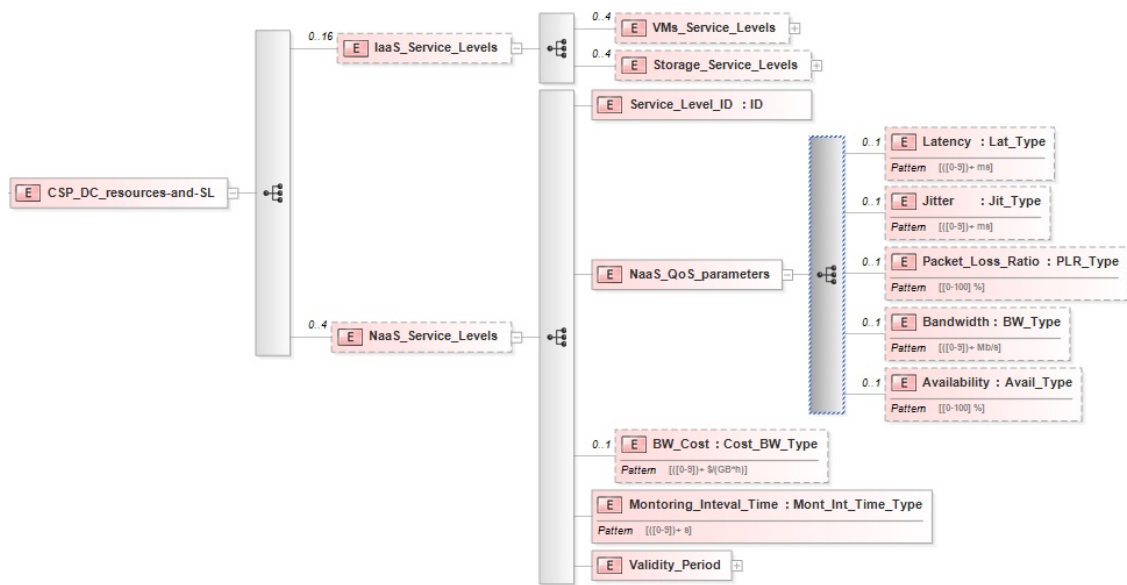 0..4
E VMs_Service_Levels
0..16
E IaaS_Service_Levels
0..4
E Storage_Service_Levels
E Service_Level_ID : ID
0..1
E Latency : Lat_Type
Pattern [([0-9])+ ms]
0..1
E Jitter : Jit_Type
Pattern [([0-9])+ ms]
E CSP_DC_resources-and-SL
E NaaS_QoS_parameters
0..1
E Packet_Loss_Ratio : PLR_Type
Pattern [[0-100] %]
0..4
E NaaS_Service_Levels
0..1
E Bandwidth : BW_Type
Pattern [([0-9])+ Mb/s]
0..1
E Availability : Avail_Type
Pattern [[0-100] %]
0..1
E BW_Cost : Cost_BW_Type
Pattern [([0-9])+ $/(GB*h)]
E Montoring_Inteval_Time : Mont_Int_Time_Type
Pattern [([0-9])+ s]
E Validity_Period